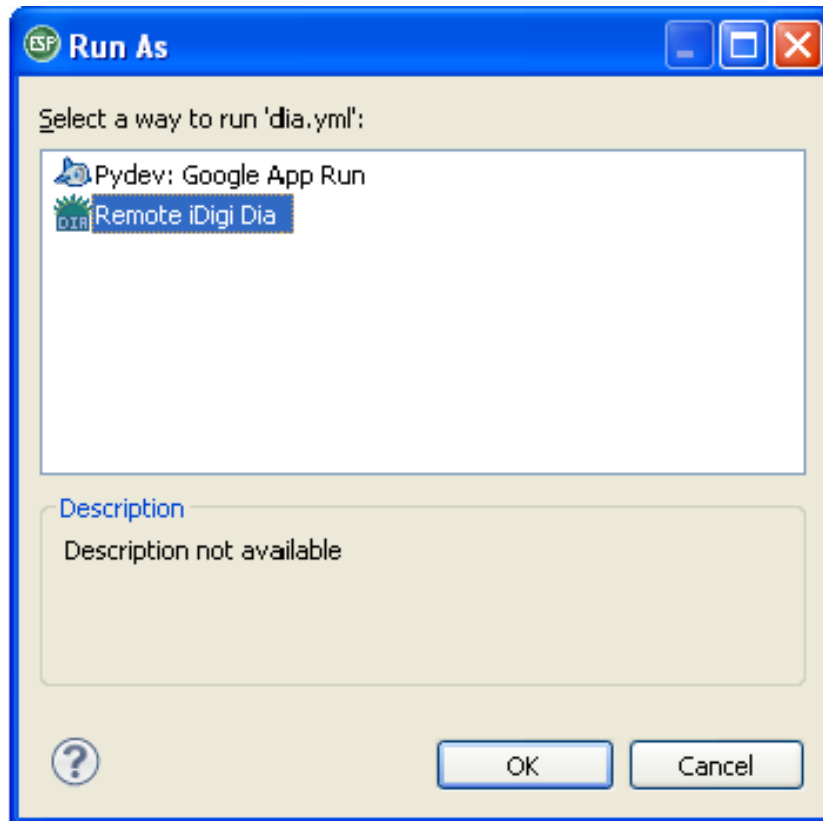 ESP Run As
Select a way to run 'dia.yml':
Pydev: Google App Run
DIA Remote iDigi Dia
Description
Description not available
?
OK Cancel